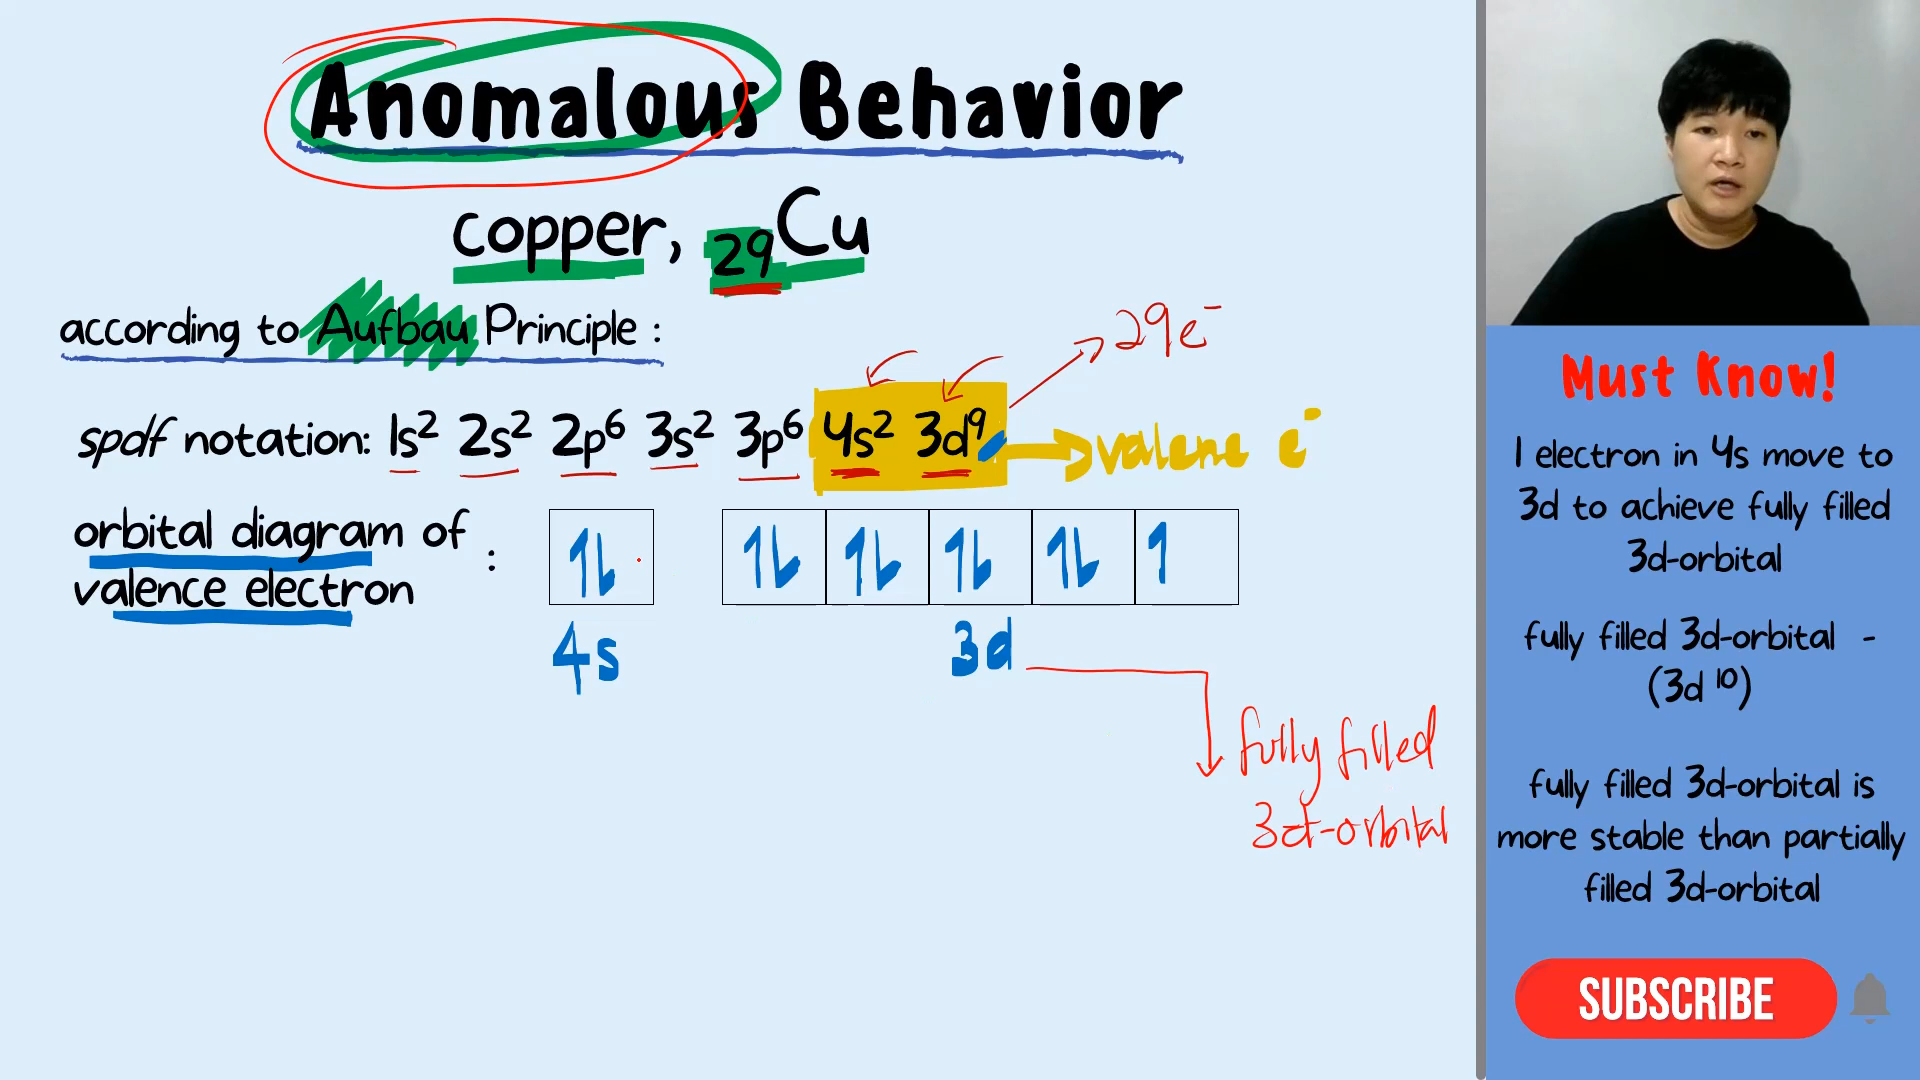 Anomalous Behavior
copper, ₂₉Cu
according to Aufbau Principle :
29e⁻
spdf notation: 1s² 2s² 2p⁶ 3s² 3p⁶ 4s² 3d⁹
valene e⁻
orbital diagram of
valence electron :
4s
3d
fully filled
3d-orbital
Must Know!
1 electron in 4s move to
3d to achieve fully filled
3d-orbital
fully filled 3d-orbital -
(3d ¹⁰)
fully filled 3d-orbital is
more stable than partially
filled 3d-orbital
SUBSCRIBE